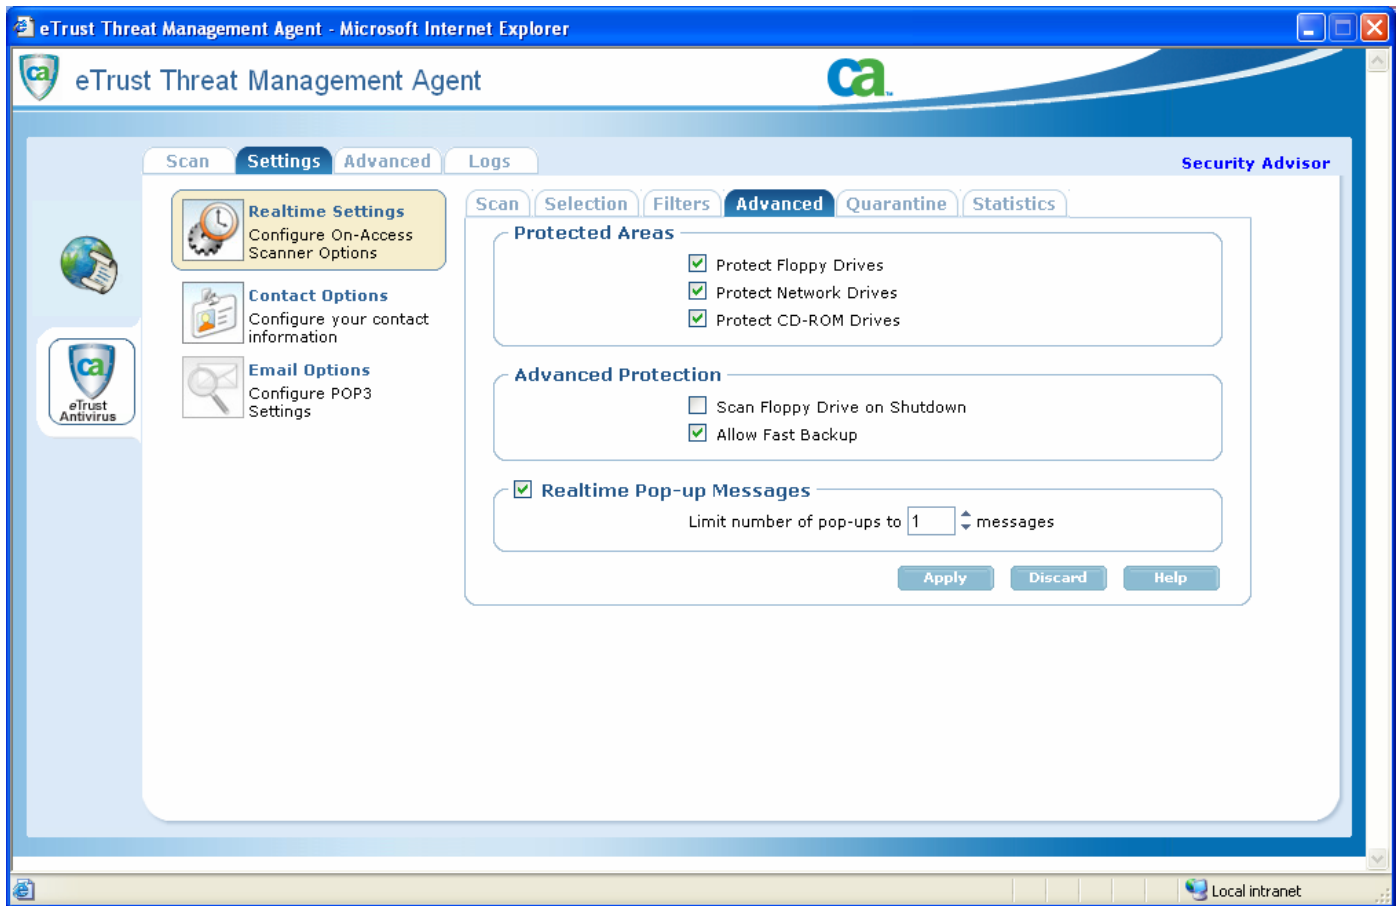 eTrust Threat Management Agent - Microsoft Internet Explorer
ca
eTrust Threat Management Agent
ca™
Scan
Settings
Advanced
Logs
Security Advisor
Realtime Settings
Configure On-Access
Scanner Options
Contact Options
Configure your contact
information
Email Options
Configure POP3
Settings
ca
eTrust
Antivirus
Scan
Selection
Filters
Advanced
Quarantine
Statistics
Protected Areas
Protect Floppy Drives
Protect Network Drives
Protect CD-ROM Drives
Advanced Protection
Scan Floppy Drive on Shutdown
Allow Fast Backup
Realtime Pop-up Messages
Limit number of pop-ups to 1 messages
Apply
Discard
Help
Local intranet